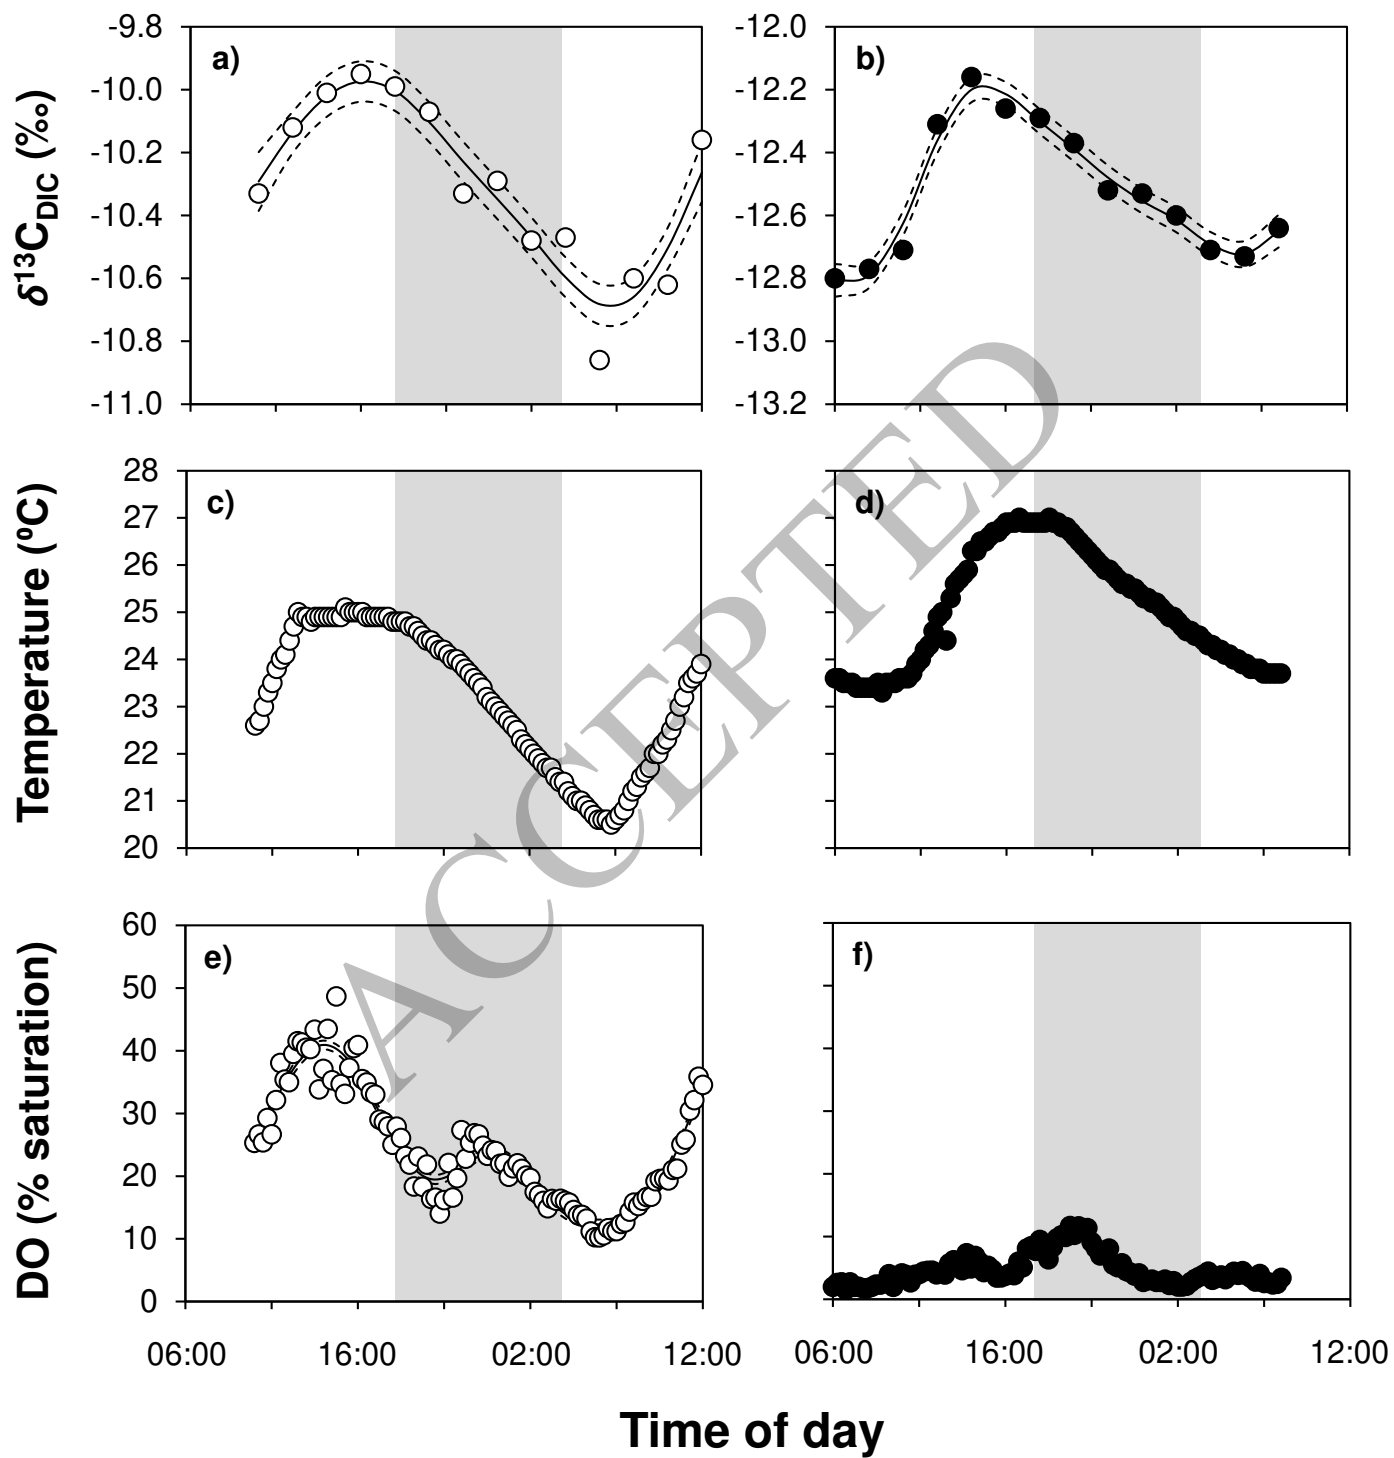 a)
b)
-9.8
-10.0
-10.2
-10.4
-10.6
-10.8
-11.0
-12.0
-12.2
-12.4
-12.6
-12.8
-13.0
-13.2
δ¹³C_DIC (‰)
c)
d)
28
27
26
25
24
23
22
21
20
Temperature (ºC)
e)
f)
60
50
40
30
20
10
0
DO (% saturation)
06:00 16:00 02:00 12:00
06:00 16:00 02:00 12:00
Time of day
ACCEPTED